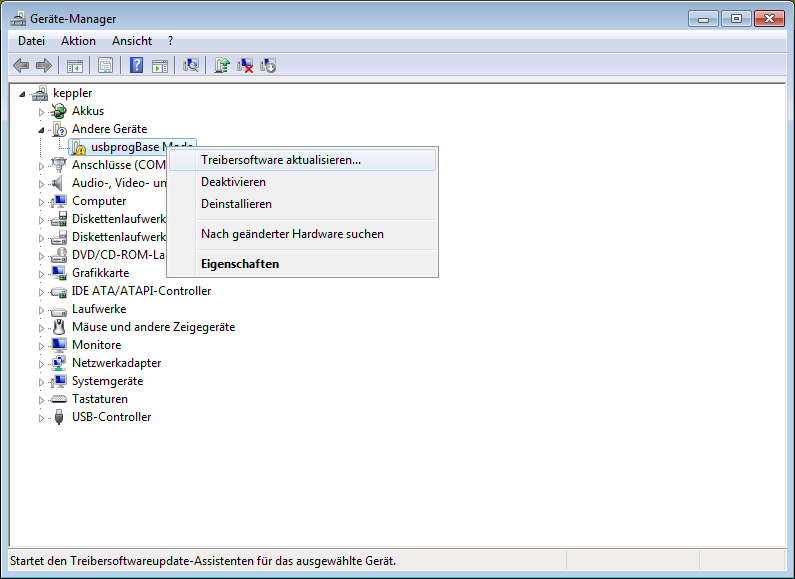 Geräte-Manager
Datei Aktion Ansicht ?
keppler
Akkus
Andere Geräte
usbprogBase
Treibersoftware aktualisieren...
Deaktivieren
Deinstallieren
Nach geänderter Hardware suchen
Eigenschaften
Anschlüsse (COM
Audio-, Video- un
Computer
Diskettenlaufwerk
Diskettenlaufwerk
DVD/CD-ROM-La
Grafikkarte
IDE ATA/ATAPI-Controller
Laufwerke
Mäuse und andere Zeigegeräte
Monitore
Netzwerkadapter
Systemgeräte
Tastaturen
USB-Controller
Startet den Treibersoftwareupdate-Assistenten für das ausgewählte Gerät.